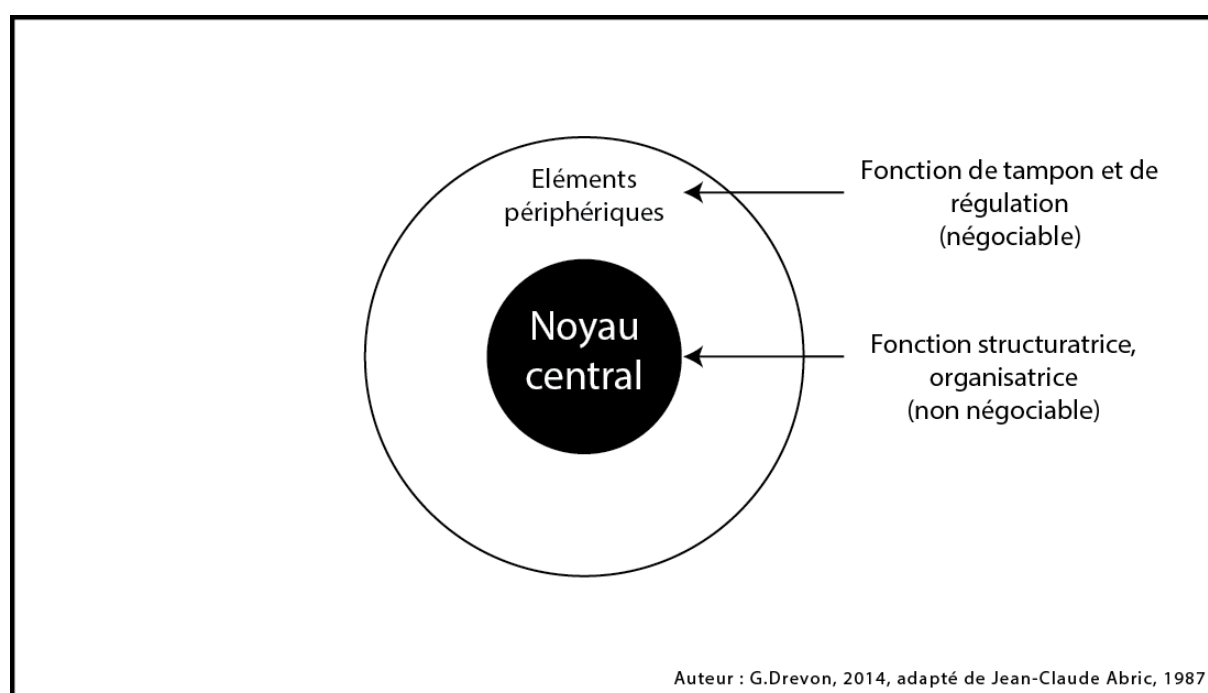 Eléments
périphériques
Fonction de tampon et de
régulation
(négociable)
Noyau
central
Fonction structuratrice,
organisatrice
(non négociable)
Auteur : G.Drevon, 2014, adapté de Jean-Claude Abric, 1987